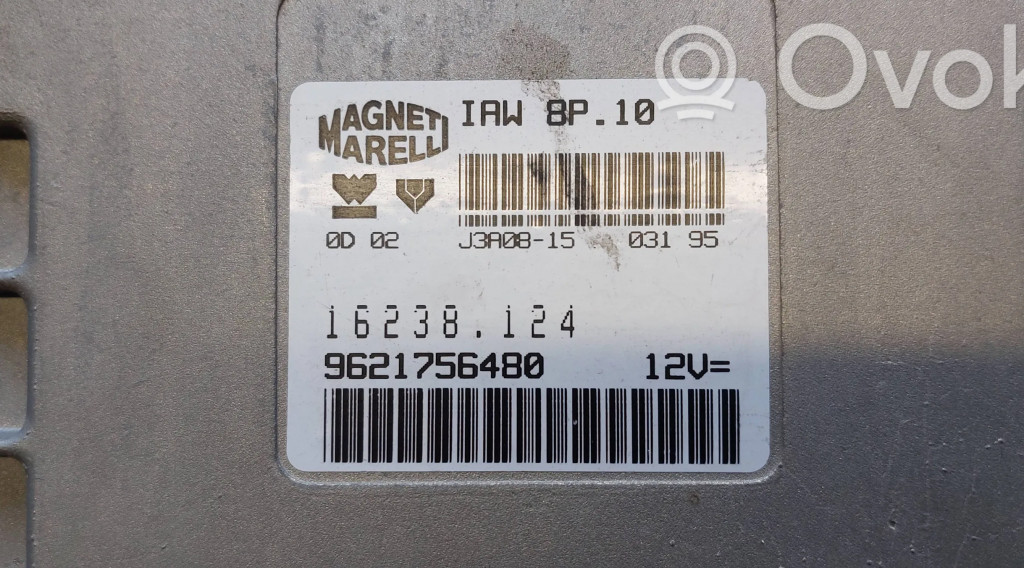 Ovok
MAGNETI MARELLI
IAW 8P.10
0D 02
J3A08-15 031 95
16238.124
9621756480 12V=